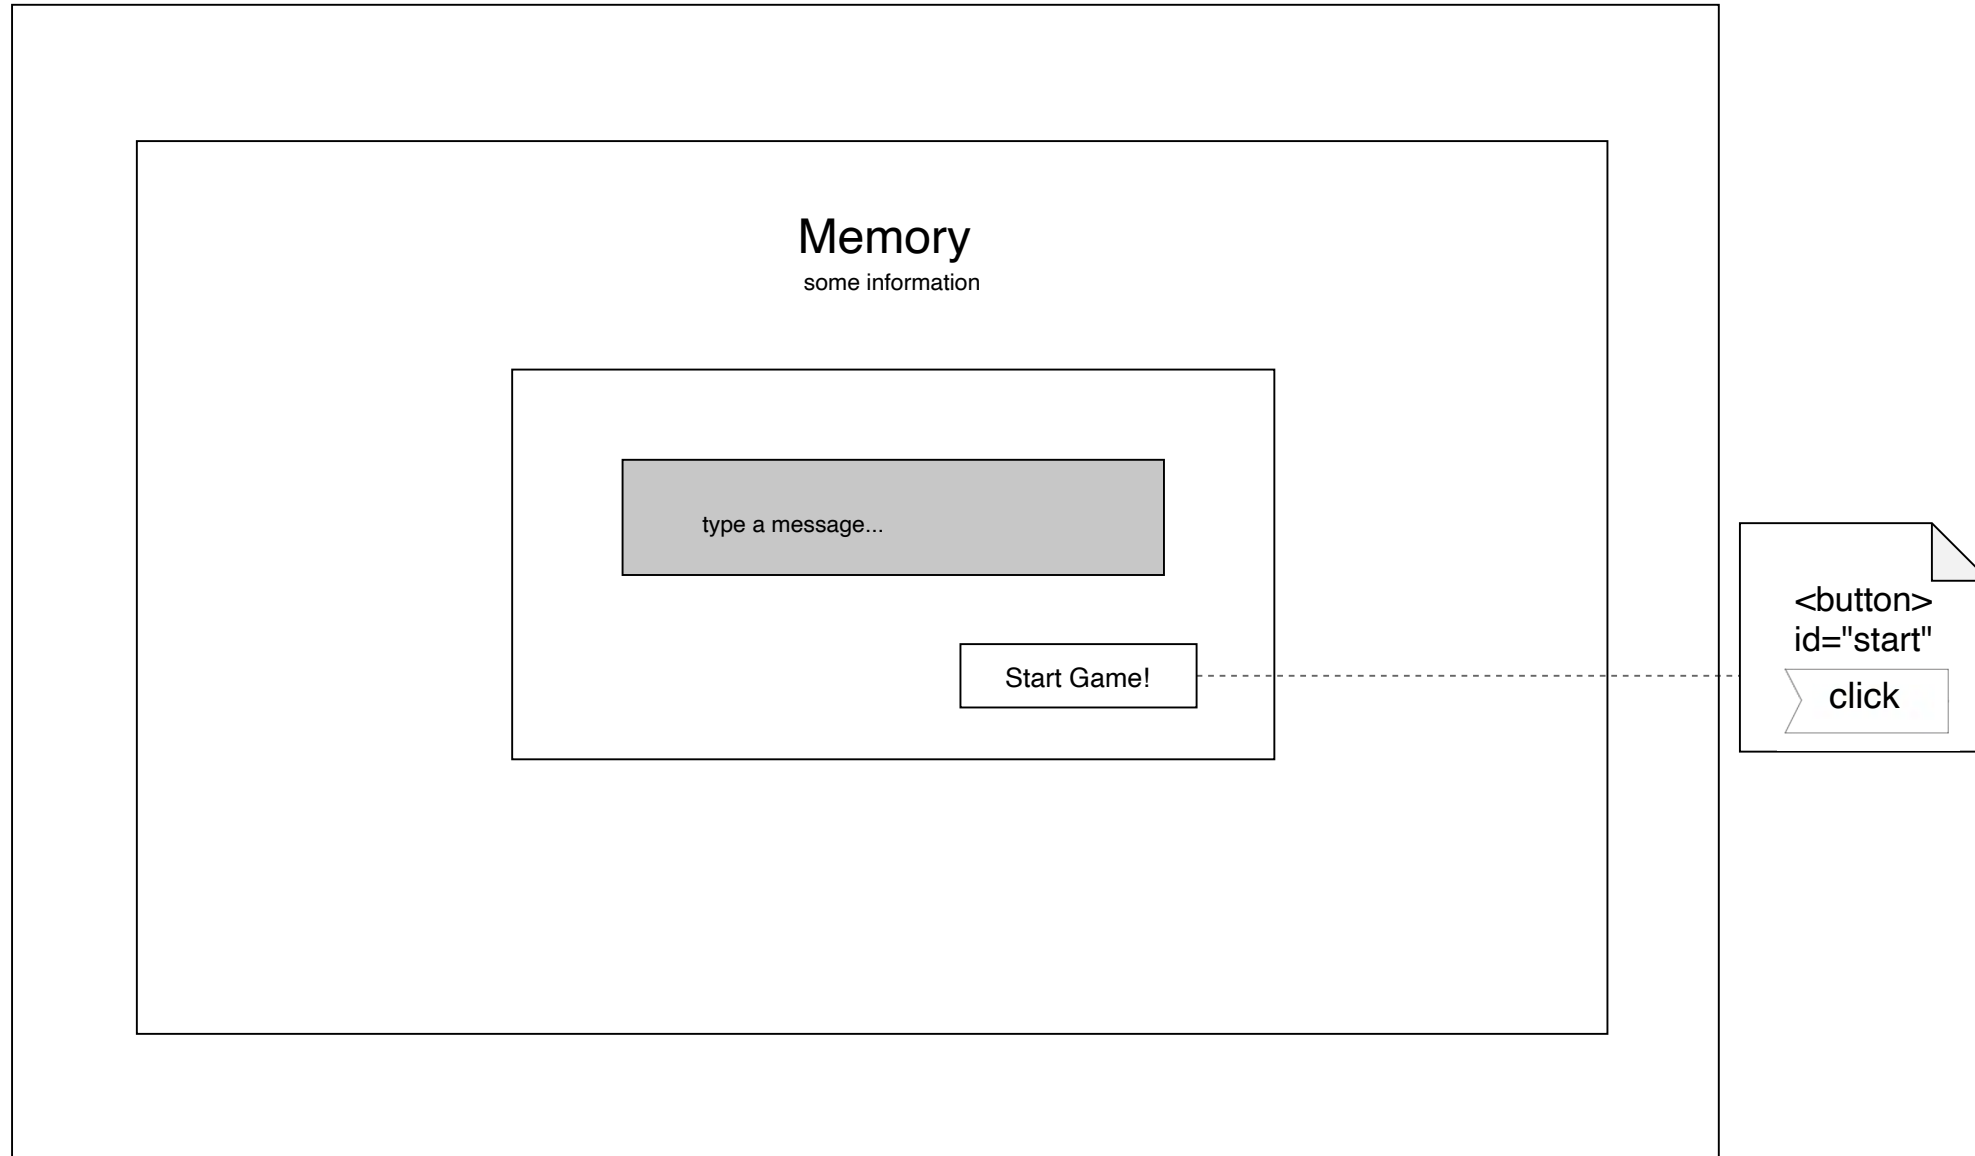 Memory
some information
type a message...
Start Game!
<button>
id="start"
click